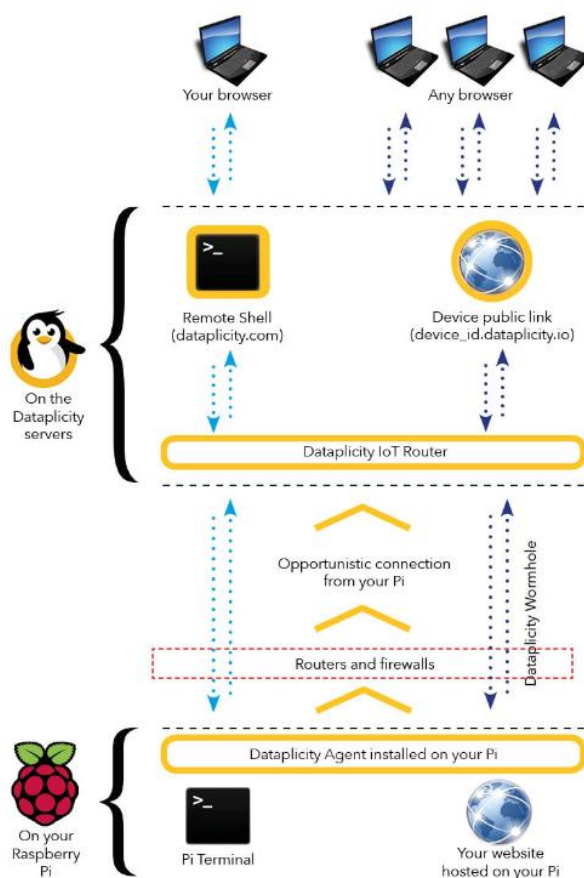 Your browser
Any browser
>_
Remote Shell
(dataplicity.com)
Device public link
(device_id.dataplicity.io)
On the
Dataplicity
servers
Dataplicity IoT Router
Opportunistic connection
from your Pi
Dataplicity Wormhole
Routers and firewalls
Dataplicity Agent installed on your Pi
On your
Raspberry
Pi
>_
Pi Terminal
Your website
hosted on your Pi